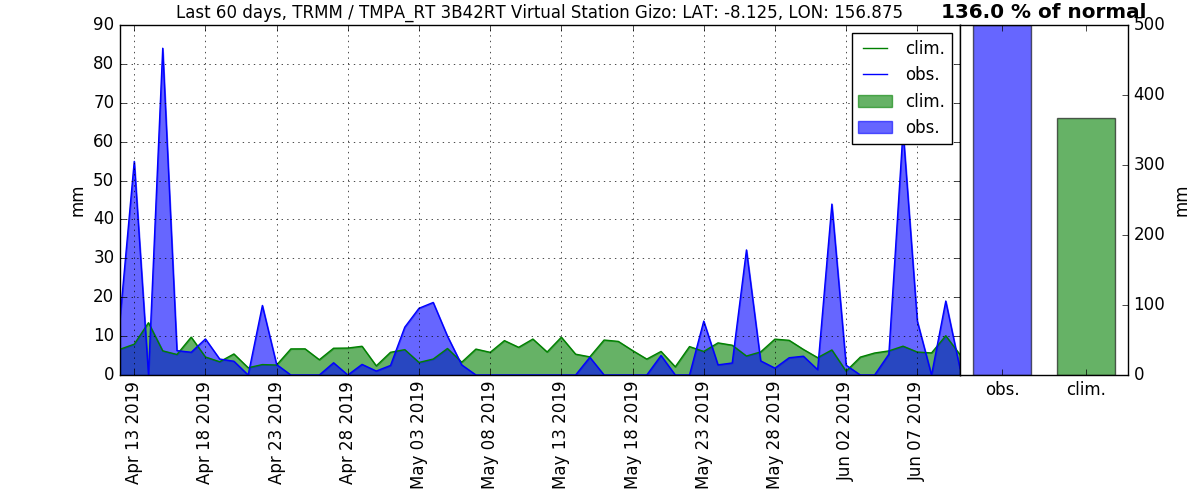 Last 60 days, TRMM / TMPA_RT 3B42RT Virtual Station Gizo: LAT: -8.125, LON: 156.875
136.0 % of normal
90
80
70
60
50
40
30
20
10
0
mm
clim.
obs.
clim.
obs.
500
400
300
200
100
0
mm
obs.
clim.
Apr 13 2019
Apr 18 2019
Apr 23 2019
Apr 28 2019
May 03 2019
May 08 2019
May 13 2019
May 18 2019
May 23 2019
May 28 2019
Jun 02 2019
Jun 07 2019